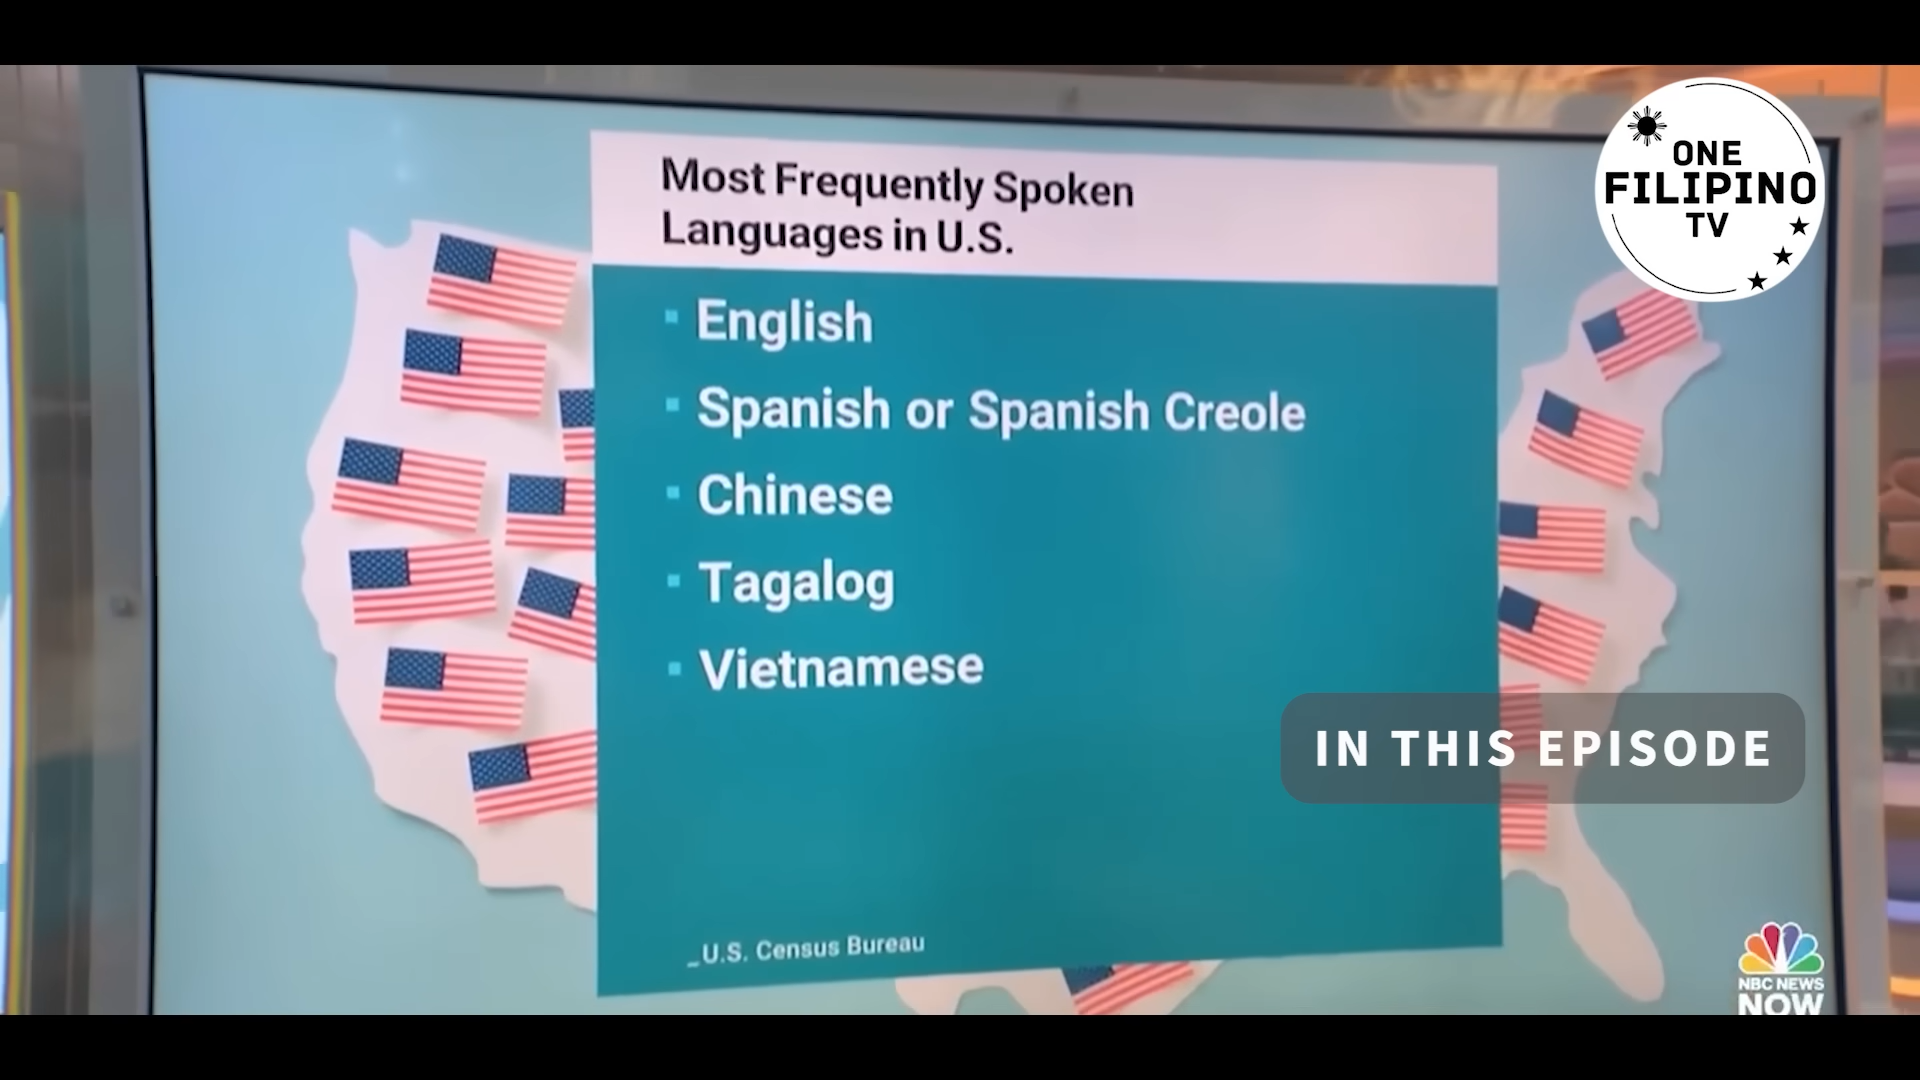 ONE
FILIPINO
TV
Most Frequently Spoken
Languages in U.S.
▪ English
▪ Spanish or Spanish Creole
▪ Chinese
▪ Tagalog
▪ Vietnamese
IN THIS EPISODE
_U.S. Census Bureau
NBC NEWS
NOW